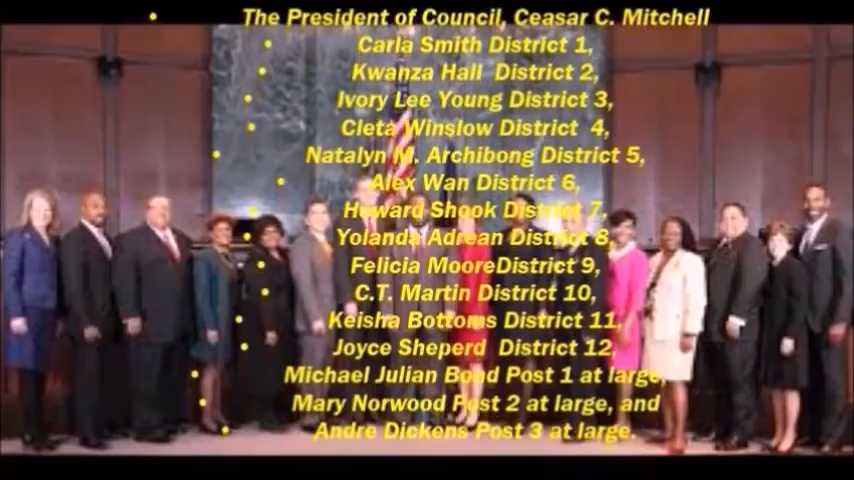 • The President of Council, Ceasar C. Mitchell
• Carla Smith District 1,
• Kwanza Hall District 2,
• Ivory Lee Young District 3,
• Cleta Winslow District 4,
• Natalyn M. Archibong District 5,
• Alex Wan District 6,
• Howard Shook District 7,
• Yolanda Adrean District 8,
• Felicia MooreDistrict 9,
• C.T. Martin District 10,
• Keisha Bottoms District 11,
• Joyce Sheperd District 12,
• Michael Julian Bond Post 1 at large,
• Mary Norwood Post 2 at large, and
• Andre Dickens Post 3 at large.